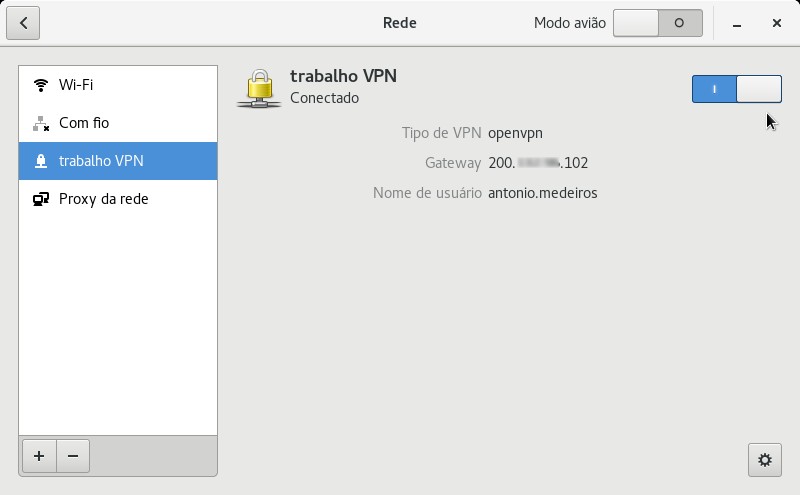 Rede
Modo avião
Wi-Fi
Com fio
trabalho VPN
Proxy da rede
trabalho VPN
Conectado
Tipo de VPN openvpn
Gateway 200. .102
Nome de usuário antonio.medeiros